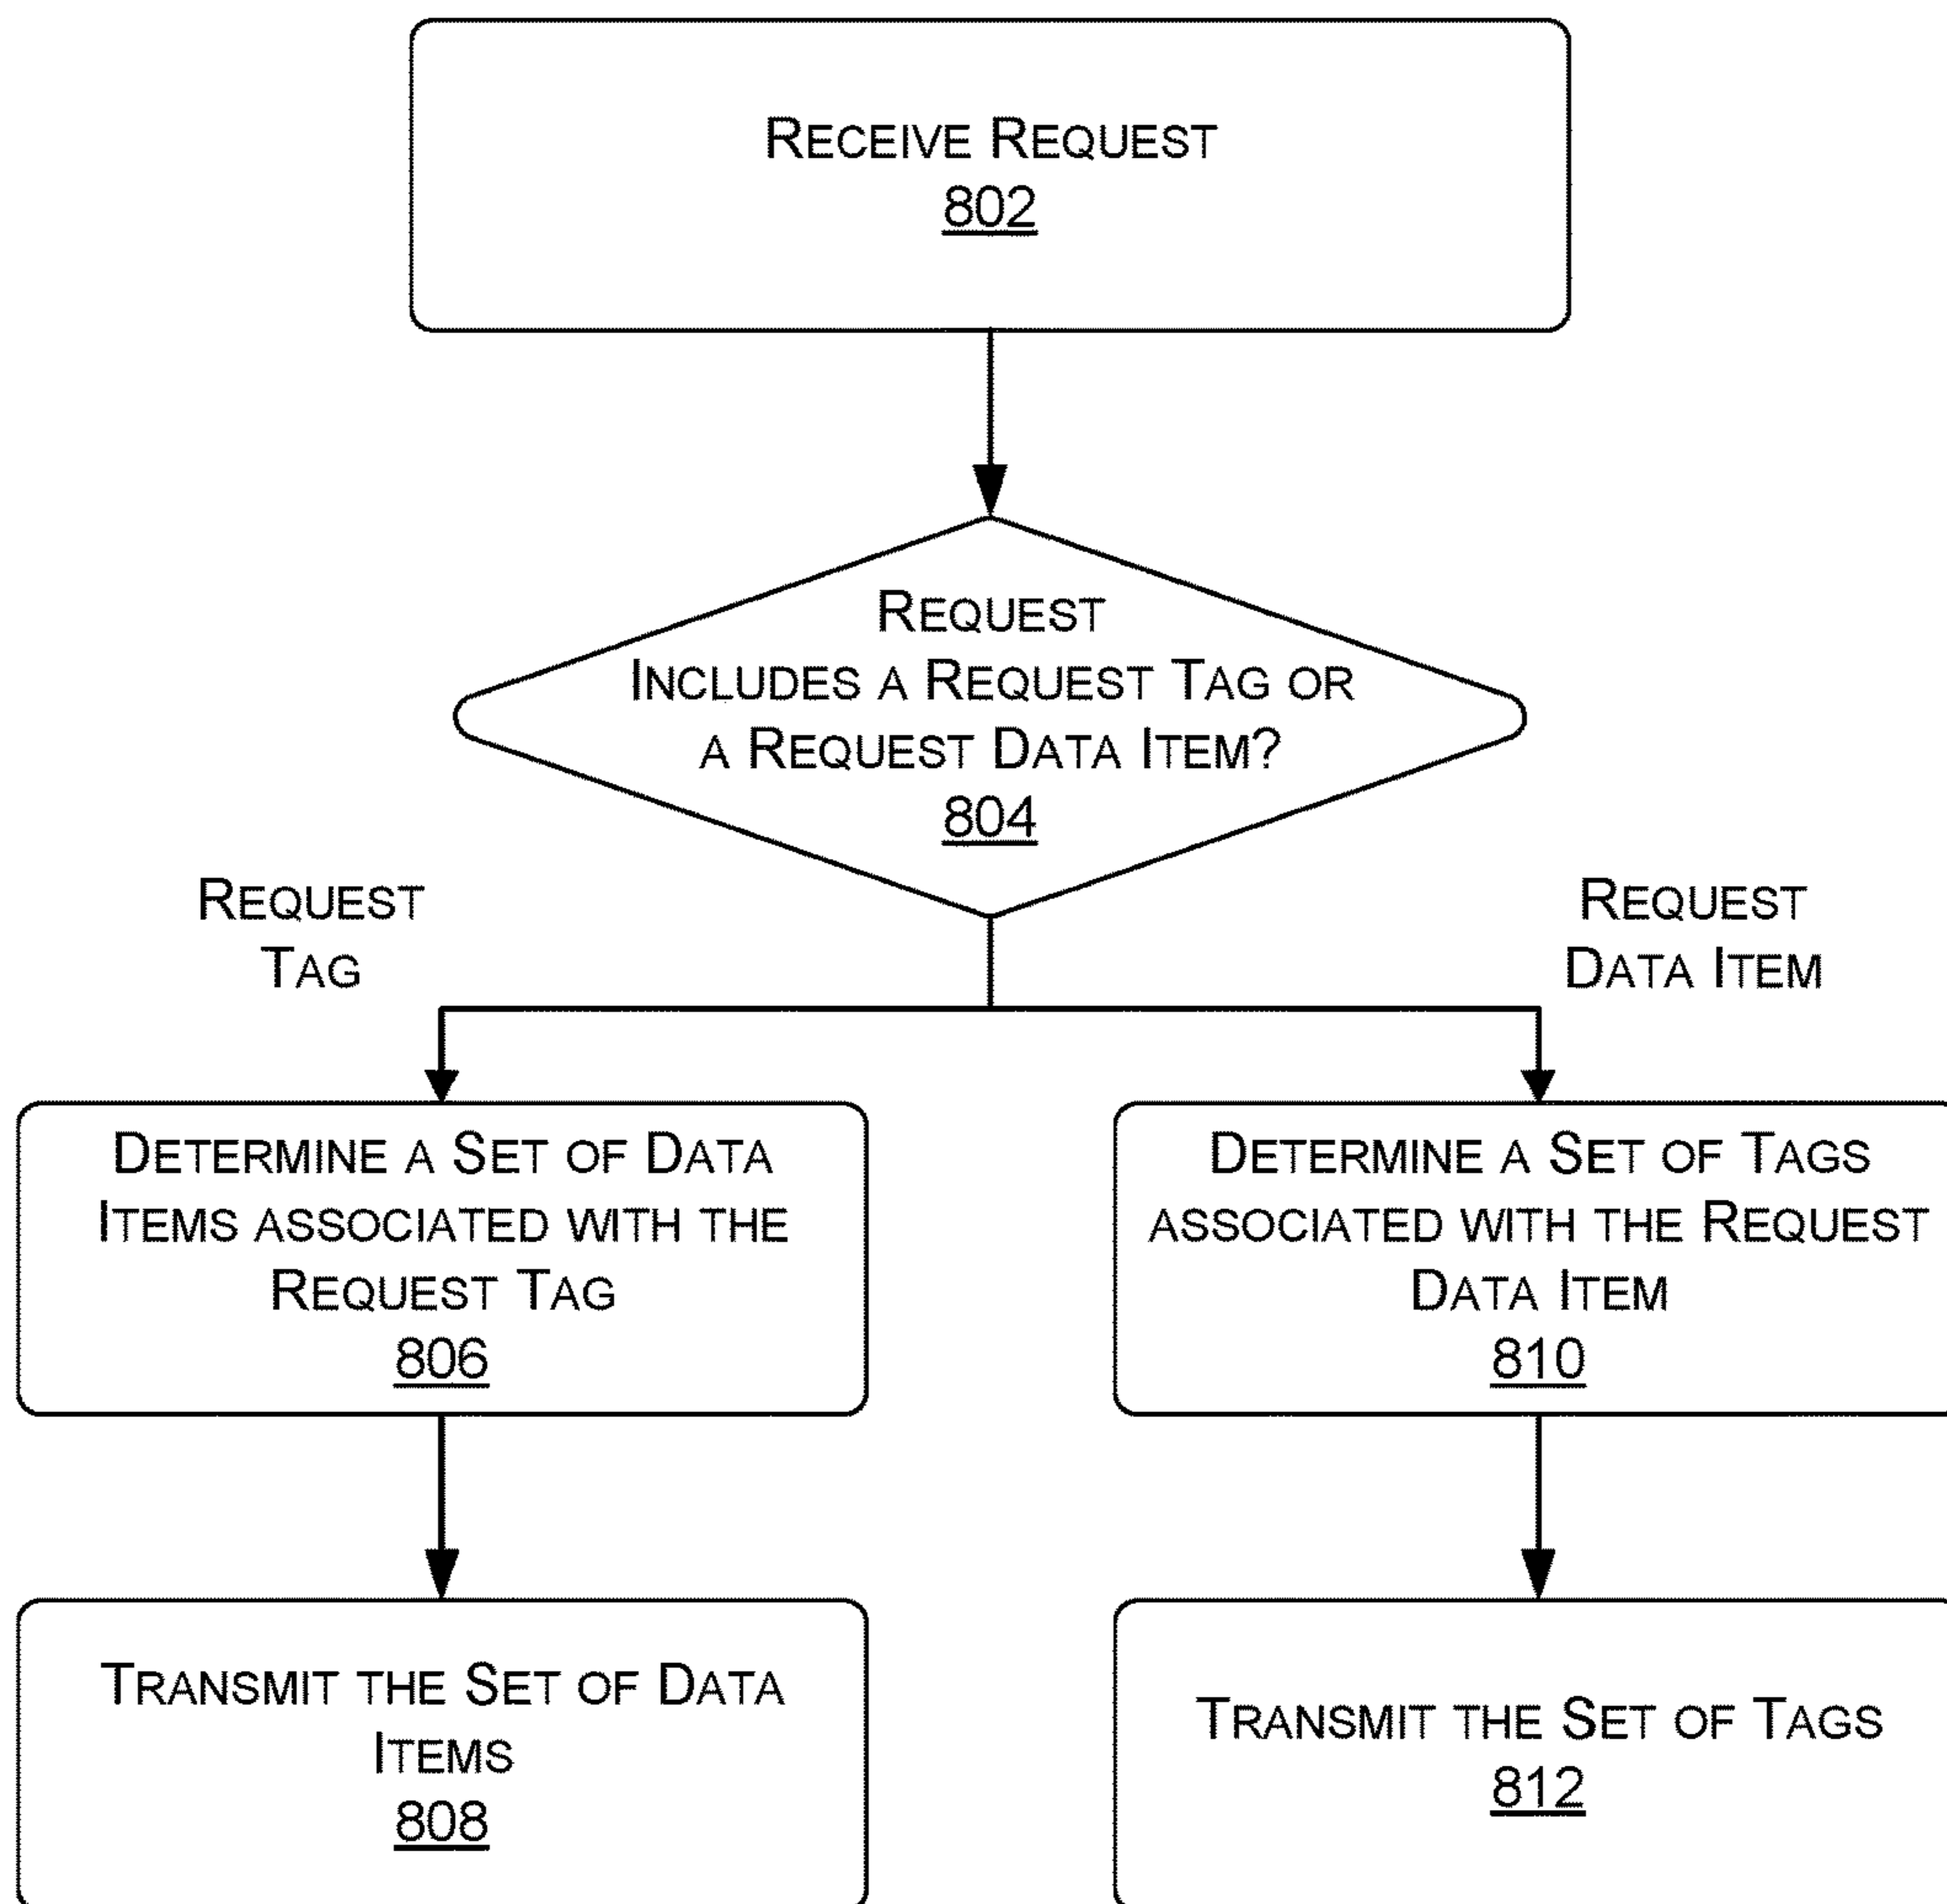 RECEIVE REQUEST
802
REQUEST
INCLUDES A REQUEST TAG OR
A REQUEST DATA ITEM?
804
REQUEST
TAG
REQUEST
DATA ITEM
DETERMINE A SET OF DATA
ITEMS ASSOCIATED WITH THE
REQUEST TAG
806
DETERMINE A SET OF TAGS
ASSOCIATED WITH THE REQUEST
DATA ITEM
810
TRANSMIT THE SET OF DATA
ITEMS
808
TRANSMIT THE SET OF TAGS
812